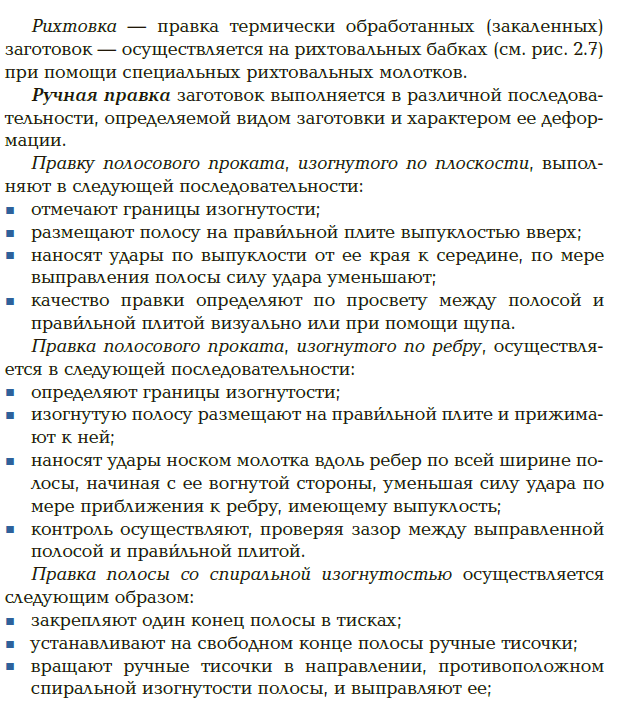 Рихтовка — правка термически обработанных (закаленных)
заготовок — осуществляется на рихтовальных бабках (см. рис. 2.7)
при помощи специальных рихтовальных молотков.
Ручная правка заготовок выполняется в различной последова-
тельности, определяемой видом заготовки и характером ее дефор-
мации.
Правку полосового проката, изогнутого по плоскости, выпол-
няют в следующей последовательности:
▪ отмечают границы изогнутости;
▪ размещают полосу на прави́льной плите выпуклостью вверх;
▪ наносят удары по выпуклости от ее края к середине, по мере
выправления полосы силу удара уменьшают;
▪ качество правки определяют по просвету между полосой и
прави́льной плитой визуально или при помощи щупа.
Правка полосового проката, изогнутого по ребру, осуществля-
ется в следующей последовательности:
▪ определяют границы изогнутости;
▪ изогнутую полосу размещают на прави́льной плите и прижима-
ют к ней;
▪ наносят удары носком молотка вдоль ребер по всей ширине по-
лосы, начиная с ее вогнутой стороны, уменьшая силу удара по
мере приближения к ребру, имеющему выпуклость;
▪ контроль осуществляют, проверяя зазор между выправленной
полосой и прави́льной плитой.
Правка полосы со спиральной изогнутостью осуществляется
следующим образом:
▪ закрепляют один конец полосы в тисках;
▪ устанавливают на свободном конце полосы ручные тисочки;
▪ вращают ручные тисочки в направлении, противоположном
спиральной изогнутости полосы, и выправляют ее;